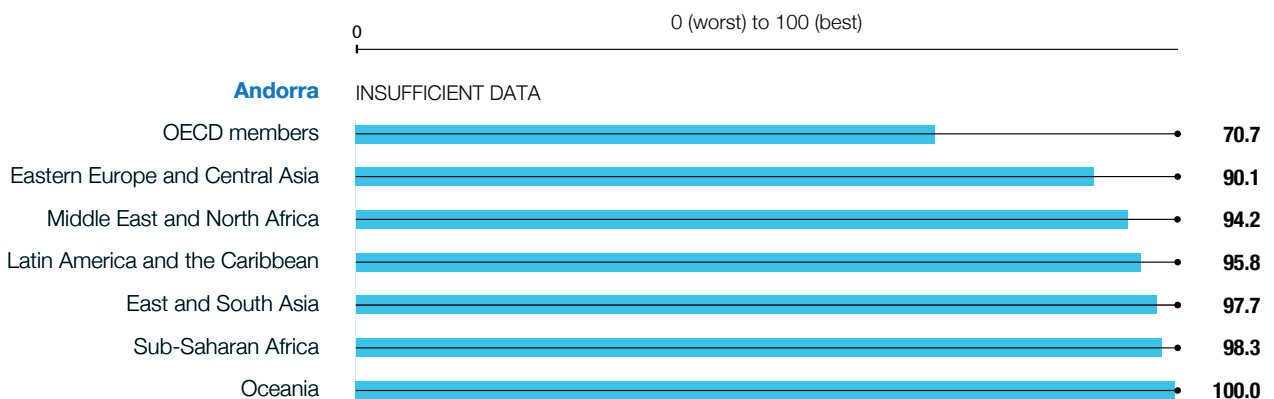 0 (worst) to 100 (best)
0
Andorra INSUFFICIENT DATA
OECD members 70.7
Eastern Europe and Central Asia 90.1
Middle East and North Africa 94.2
Latin America and the Caribbean 95.8
East and South Asia 97.7
Sub-Saharan Africa 98.3
Oceania 100.0